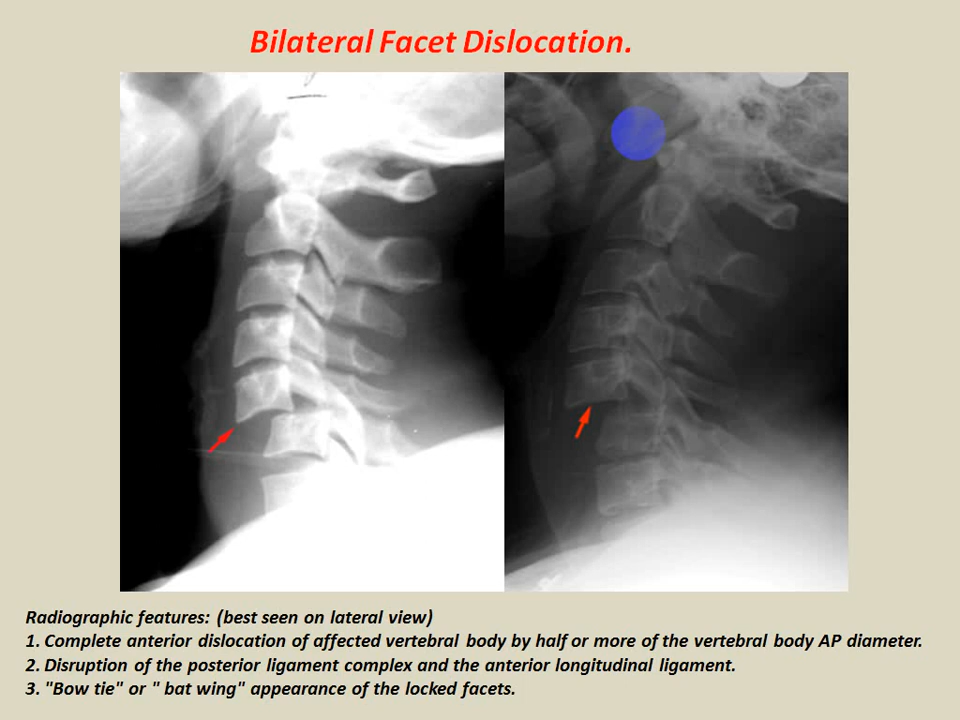 Bilateral Facet Dislocation.
Radiographic features: (best seen on lateral view)
1. Complete anterior dislocation of affected vertebral body by half or more of the vertebral body AP diameter.
2. Disruption of the posterior ligament complex and the anterior longitudinal ligament.
3. "Bow tie" or " bat wing" appearance of the locked facets.